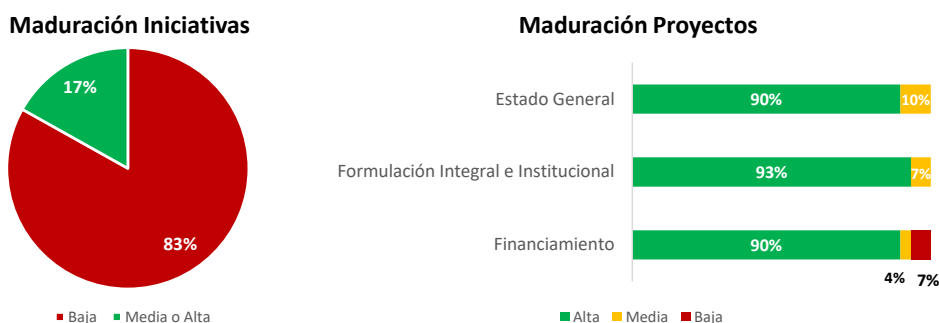 Maduración Iniciativas
17%
83%
Baja
Media o Alta
Maduración Proyectos
Estado General
90%
10%
Formulación Integral e Institucional
93%
7%
Financiamiento
90%
4%
7%
Alta
Media
Baja